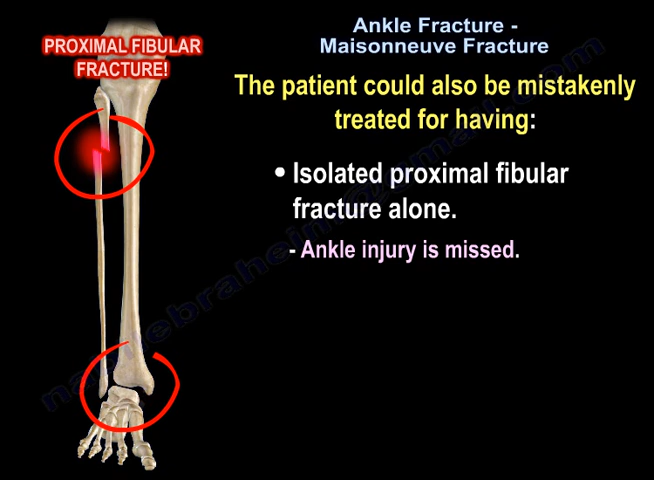 PROXIMAL FIBULAR
FRACTURE!
Ankle Fracture -
Maisonneuve Fracture
The patient could also be mistakenly
treated for having:
• Isolated proximal fibular
fracture alone.
- Ankle injury is missed.